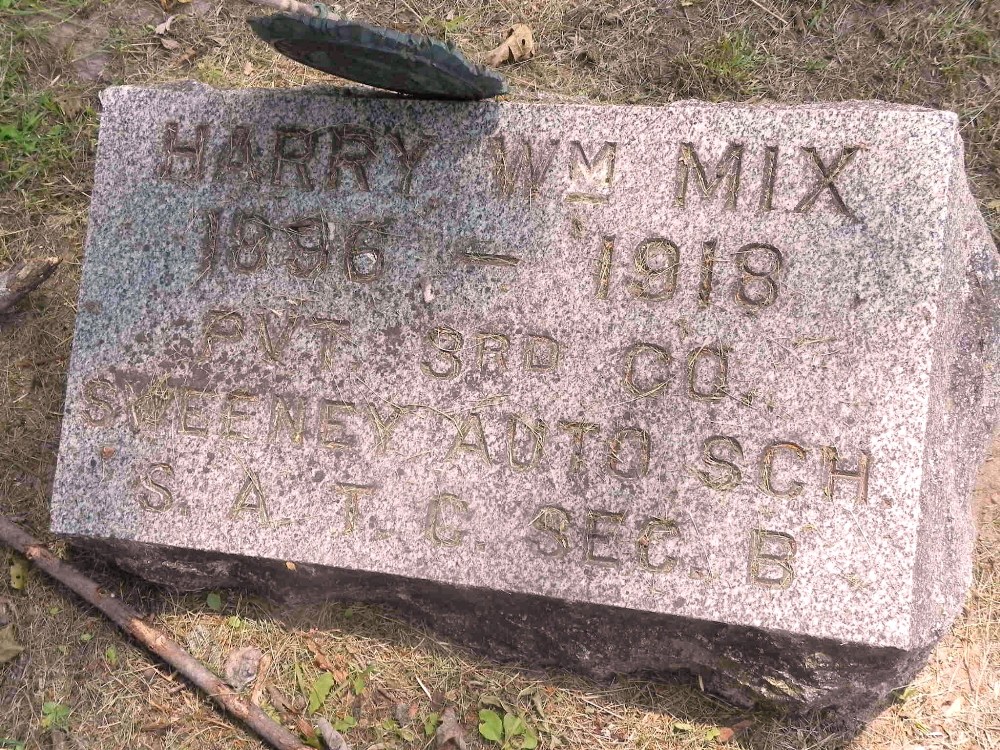 HARRY WM MIX
1896 - 1918
PVT. 3RD CO.
SWEENEY AUTO SCH
S. A. T. C. SEC. B